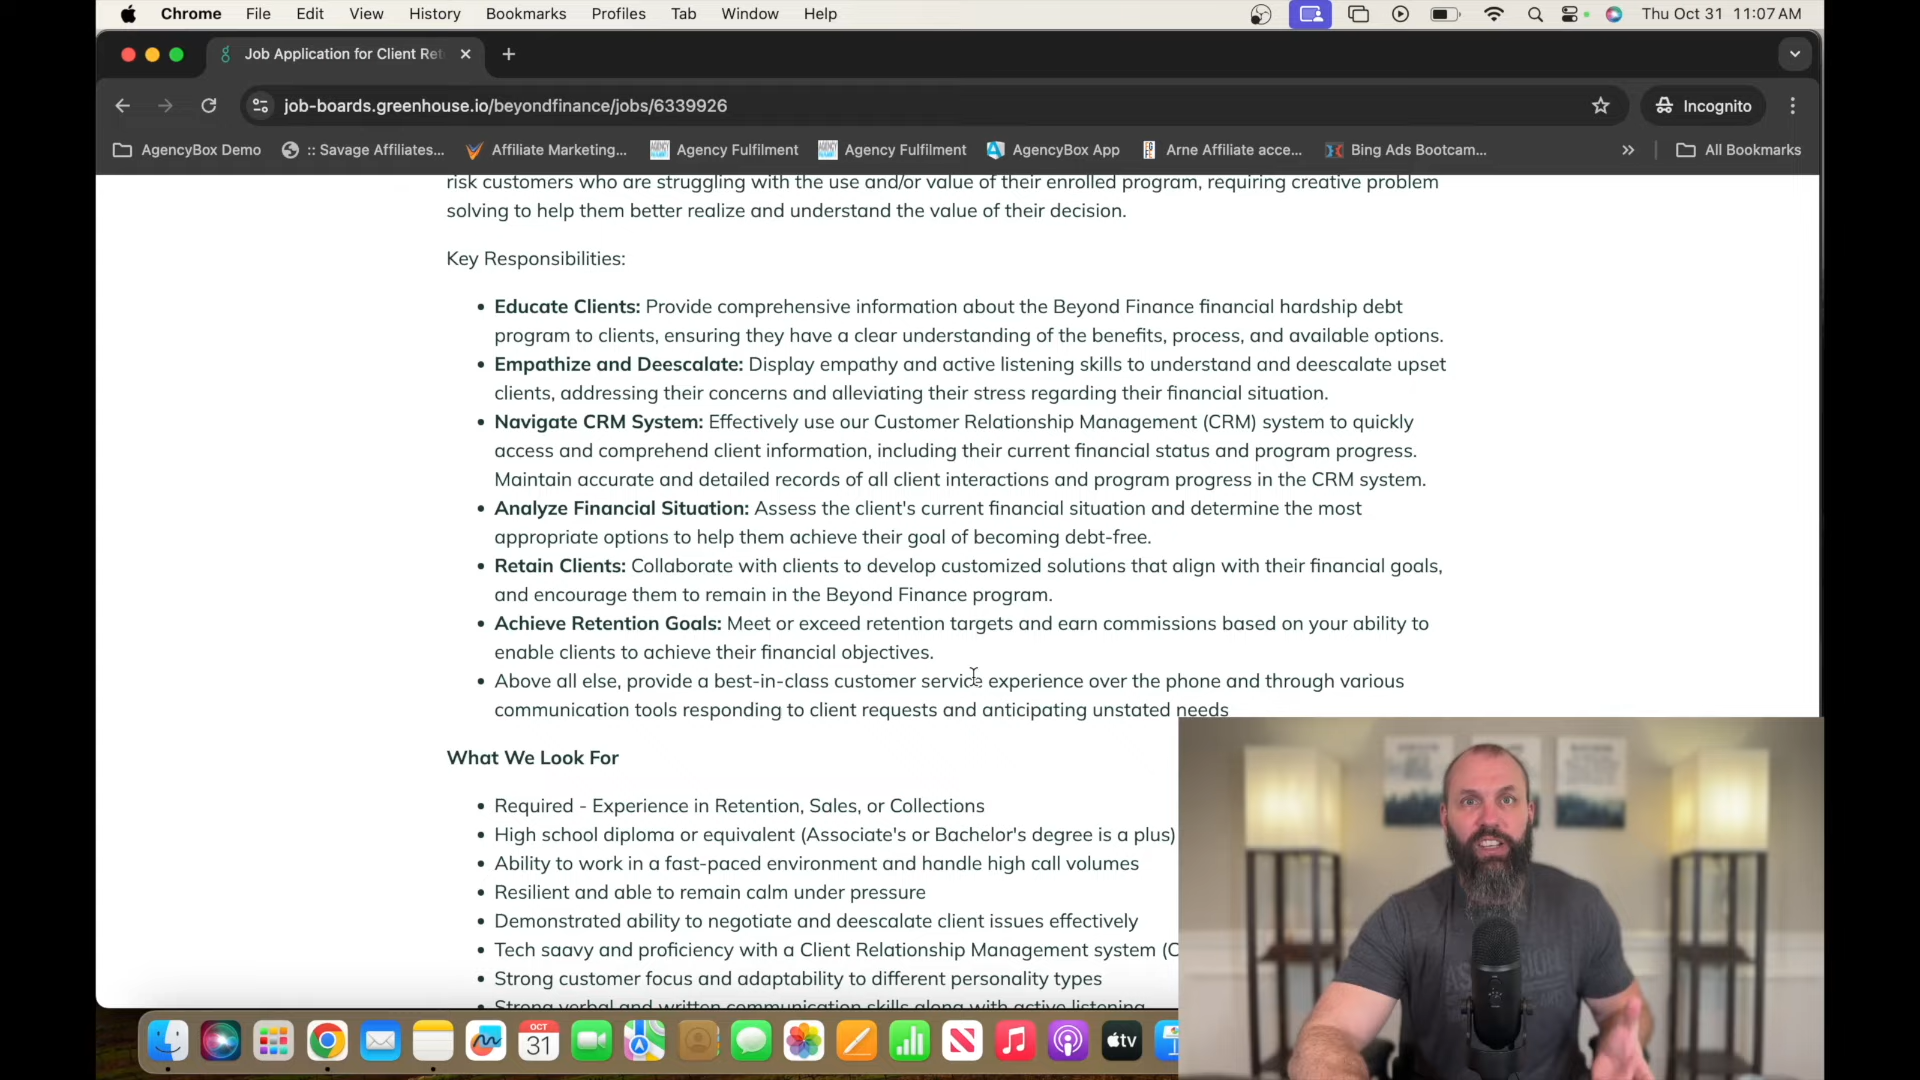 Chrome File Edit View History Bookmarks Profiles Tab Window Help Thu Oct 31 11:07 AM
Job Application for Client Ret
job-boards.greenhouse.io/beyondfinance/jobs/6339926 Incognito
AgencyBox Demo :: Savage Affiliates... Affiliate Marketing... Agency Fulfilment Agency Fulfilment AgencyBox App Arne Affiliate acce... Bing Ads Bootcam... » All Bookmarks
risk customers who are struggling with the use and/or value of their enrolled program, requiring creative problem
solving to help them better realize and understand the value of their decision.
Key Responsibilities:
• Educate Clients: Provide comprehensive information about the Beyond Finance financial hardship debt
program to clients, ensuring they have a clear understanding of the benefits, process, and available options.
• Empathize and Deescalate: Display empathy and active listening skills to understand and deescalate upset
clients, addressing their concerns and alleviating their stress regarding their financial situation.
• Navigate CRM System: Effectively use our Customer Relationship Management (CRM) system to quickly
access and comprehend client information, including their current financial status and program progress.
Maintain accurate and detailed records of all client interactions and program progress in the CRM system.
• Analyze Financial Situation: Assess the client's current financial situation and determine the most
appropriate options to help them achieve their goal of becoming debt-free.
• Retain Clients: Collaborate with clients to develop customized solutions that align with their financial goals,
and encourage them to remain in the Beyond Finance program.
• Achieve Retention Goals: Meet or exceed retention targets and earn commissions based on your ability to
enable clients to achieve their financial objectives.
• Above all else, provide a best-in-class customer service experience over the phone and through various
communication tools responding to client requests and anticipating unstated needs
What We Look For
• Required - Experience in Retention, Sales, or Collections
• High school diploma or equivalent (Associate's or Bachelor's degree is a plus)
• Ability to work in a fast-paced environment and handle high call volumes
• Resilient and able to remain calm under pressure
• Demonstrated ability to negotiate and deescalate client issues effectively
• Tech saavy and proficiency with a Client Relationship Management system (C
• Strong customer focus and adaptability to different personality types
• Strong verbal and written communication skills along with active listening
OCT
31
tv